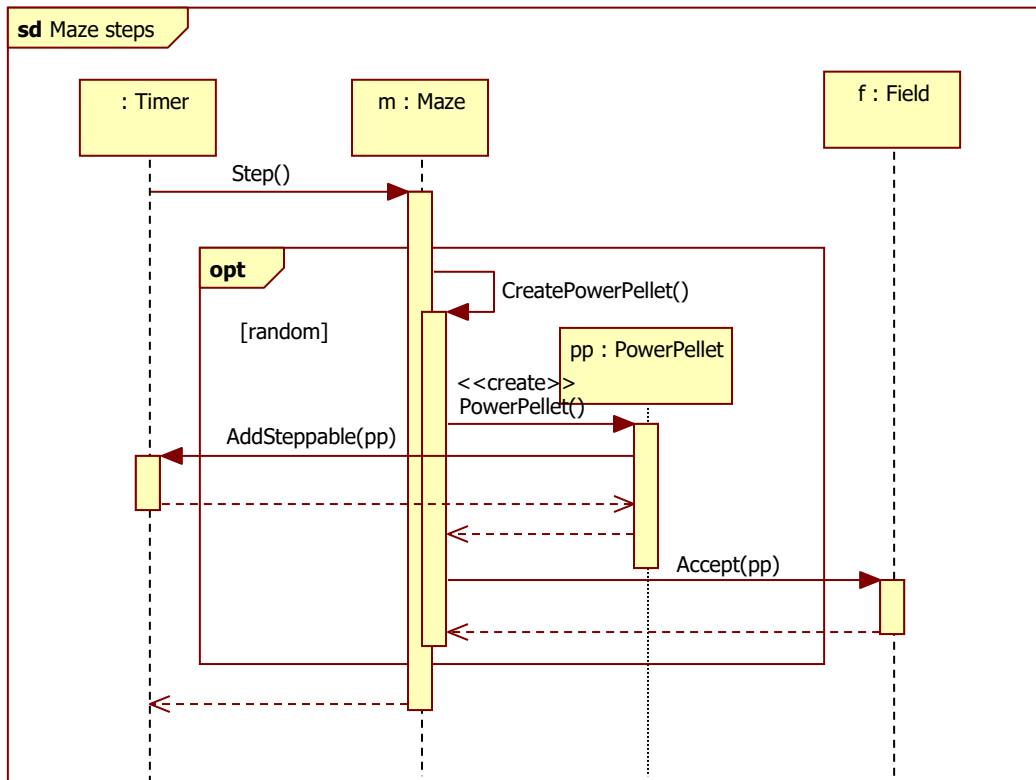 sd Maze steps
: Timer
m : Maze
f : Field
Step()
opt
CreatePowerPellet()
[random]
pp : PowerPellet
<<create>>
PowerPellet()
AddSteppable(pp)
Accept(pp)